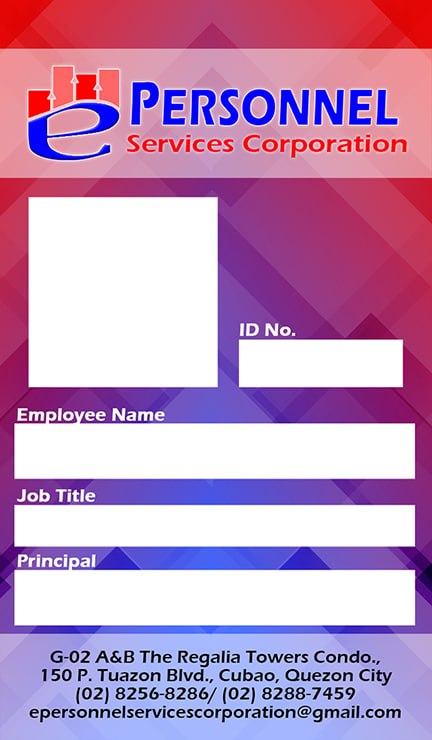 e PERSONNEL
Services Corporation
ID No.
Employee Name
Job Title
Principal
G-02 A&B The Regalia Towers Condo.,
150 P. Tuazon Blvd., Cubao, Quezon City
(02) 8256-8286/ (02) 8288-7459
epersonnelservicescorporation@gmail.com